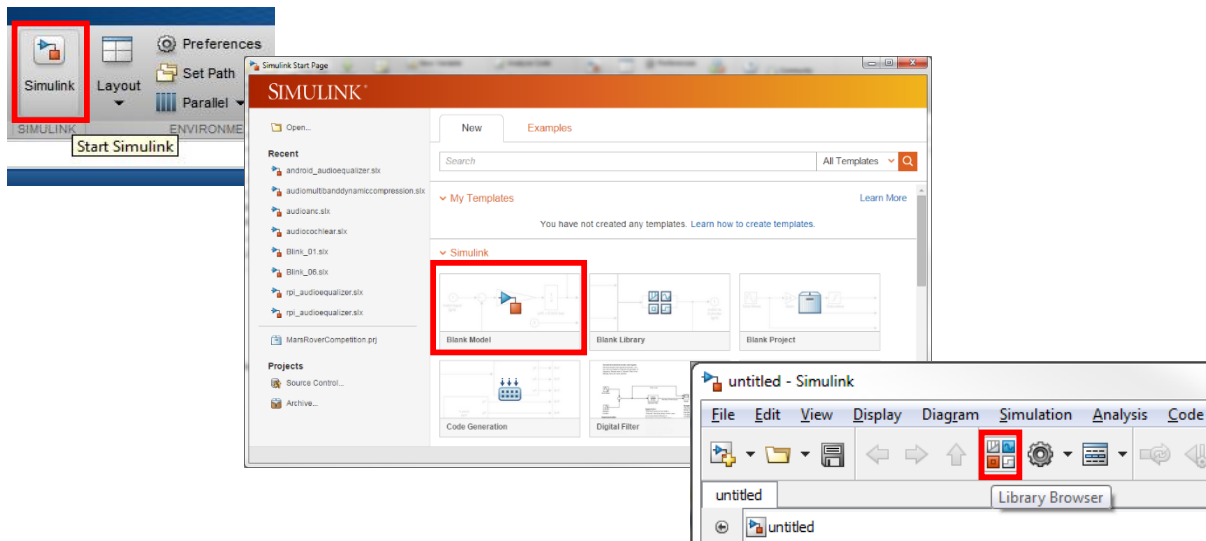 Simulink
Layout
Preferences
Set Path
Parallel
SIMULINK
ENVIRONME
Start Simulink
Simulink Start Page
SIMULINK®
Open...
Recent
android_audioequalizer.slx
audiomultibanddynamiccompression.slx
audioanc.slx
audiocochlear.slx
Blink_01.slx
Blink_06.slx
rpi_audioequalizer.slx
rpi_audioequalizer.slx
MarsRoverCompetition.prj
Projects
Source Control...
Archive...
New Examples
Search All Templates
My Templates Learn More
You have not created any templates. Learn how to create templates.
Simulink
Blank Model Blank Library Blank Project
Code Generation Digital Filter
untitled - Simulink
File Edit View Display Diagram Simulation Analysis Code
untitled
Library Browser
untitled